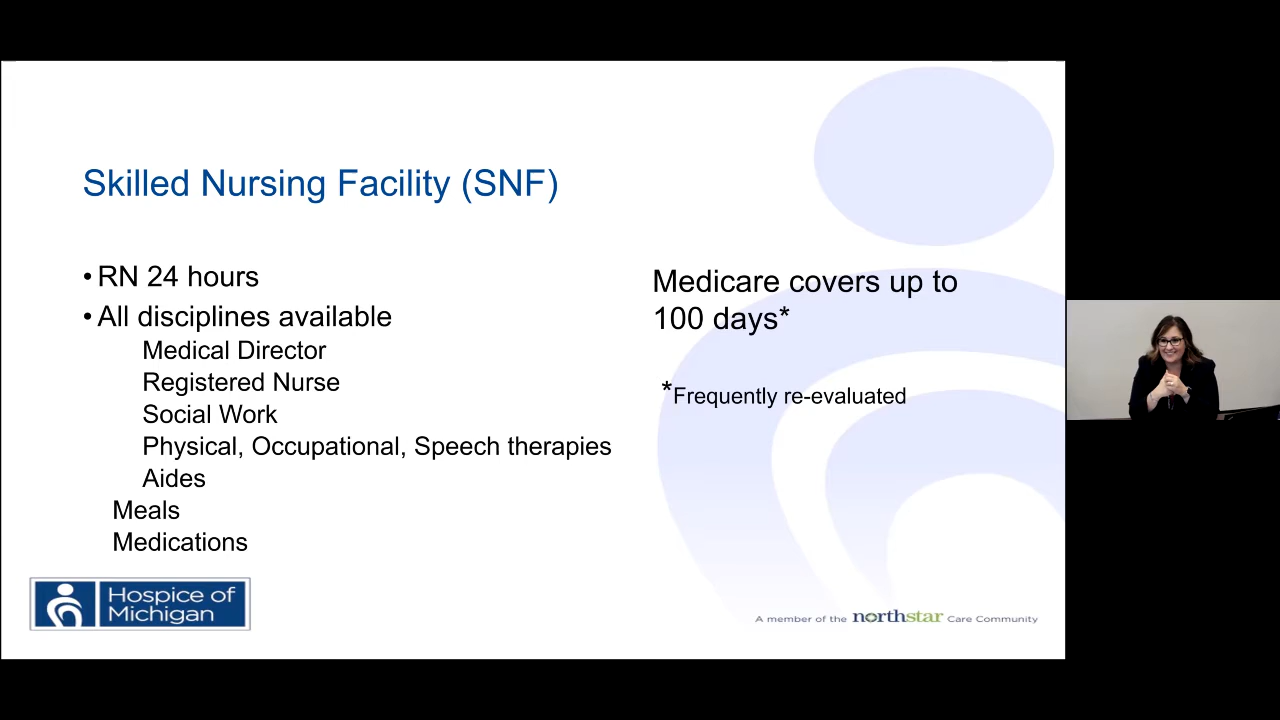 Skilled Nursing Facility (SNF)
• RN 24 hours
• All disciplines available
Medical Director
Registered Nurse
Social Work
Physical, Occupational, Speech therapies
Aides
Meals
Medications
Medicare covers up to
100 days*
*Frequently re-evaluated
Hospice of
Michigan
A member of the northstar Care Community